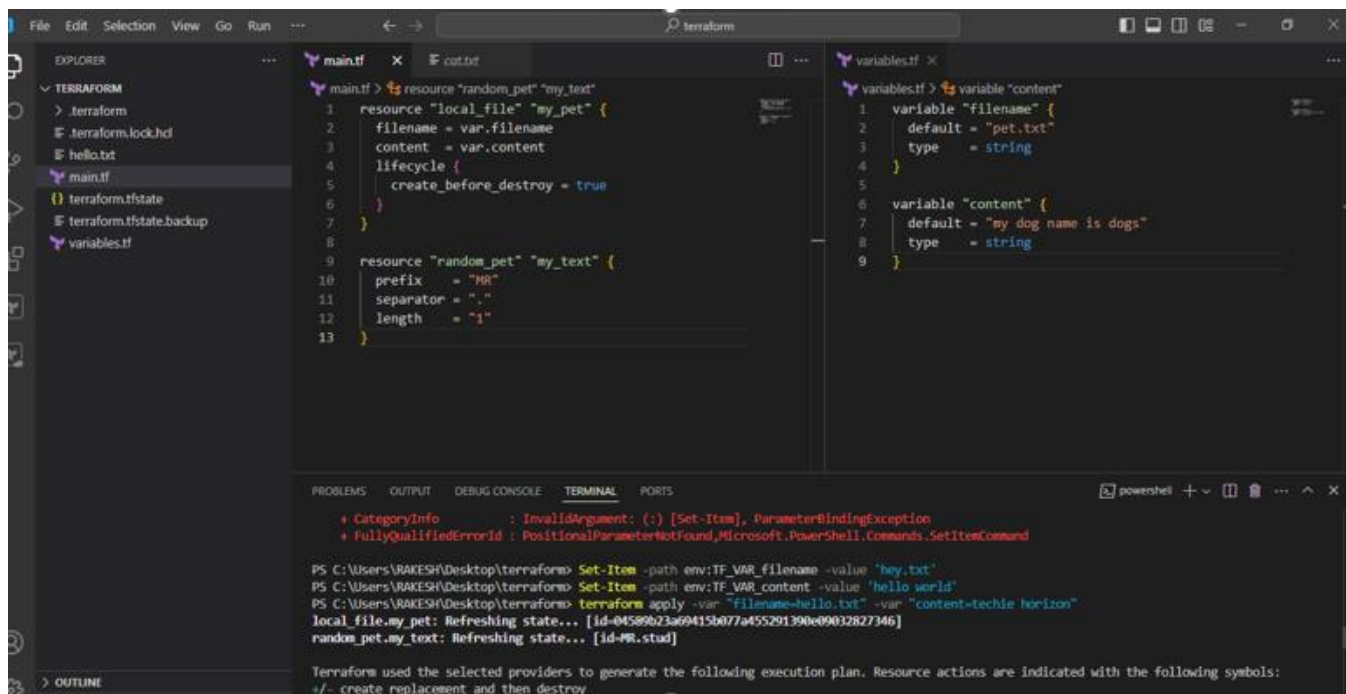 File Edit Selection View Go Run ··· ← → terraform
EXPLORER ···
TERRAFORM
> .terraform
.terraform.lock.hcl
hello.txt
main.tf
{} terraform.tfstate
terraform.tfstate.backup
variables.tf
> OUTLINE
main.tf × cat.txt ···
main.tf > resource "random_pet" "my_text"
1 resource "local_file" "my_pet" {
2 filename = var.filename
3 content = var.content
4 lifecycle {
5 create_before_destroy = true
6 }
7 }
8
9 resource "random_pet" "my_text" {
10 prefix = "MR"
11 separator = "."
12 length = "1"
13 }
variables.tf × ···
variables.tf > variable "content"
1 variable "filename" {
2 default = "pet.txt"
3 type = string
4 }
5
6 variable "content" {
7 default = "my dog name is dogs"
8 type = string
9 }
PROBLEMS OUTPUT DEBUG CONSOLE TERMINAL PORTS powershell + ··· ×
+ CategoryInfo : InvalidArgument: (:) [Set-Item], ParameterBindingException
+ FullyQualifiedErrorId : PositionalParameterNotFound,Microsoft.PowerShell.Commands.SetItemCommand
PS C:\Users\RAKESH\Desktop\terraform> Set-Item -path env:TF_VAR_filename -value 'hey.txt'
PS C:\Users\RAKESH\Desktop\terraform> Set-Item -path env:TF_VAR_content -value 'hello world'
PS C:\Users\RAKESH\Desktop\terraform> terraform apply -var "filename=hello.txt" -var "content=techie horizon"
local_file.my_pet: Refreshing state... [id=04589b23a69415b077a455291390e09032827346]
random_pet.my_text: Refreshing state... [id=MR.stud]
Terraform used the selected providers to generate the following execution plan. Resource actions are indicated with the following symbols:
+/- create replacement and then destroy